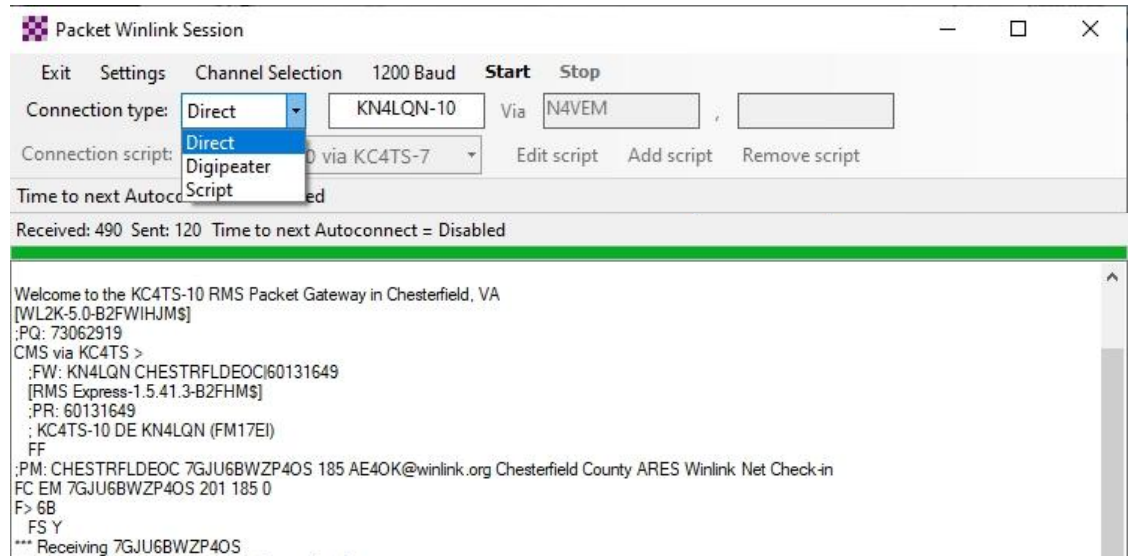 Packet Winlink Session
Exit Settings Channel Selection 1200 Baud Start Stop
Connection type: Direct KN4LQN-10 Via N4VEM ,
Direct
Connection script: 0 via KC4TS-7 Edit script Add script Remove script
Digipeater
Script
Time to next ed
Received: 490 Sent: 120 Time to next Autoconnect = Disabled
Welcome to the KC4TS-10 RMS Packet Gateway in Chesterfield, VA
[WL2K-5.0-B2FWIHJM$]
;PQ: 73062919
CMS via KC4TS >
;FW: KN4LQN CHESTRFLDEOC|60131649
[RMS Express-1.5.41.3-B2FHM$]
;PR: 60131649
; KC4TS-10 DE KN4LQN (FM17EI)
FF
;PM: CHESTRFLDEOC 7GJU6BWZP4OS 185 AE4OK@winlink.org Chesterfield County ARES Winlink Net Check-in
FC EM 7GJU6BWZP4OS 201 185 0
F> 6B
FS Y
*** Receiving 7GJU6BWZP4OS